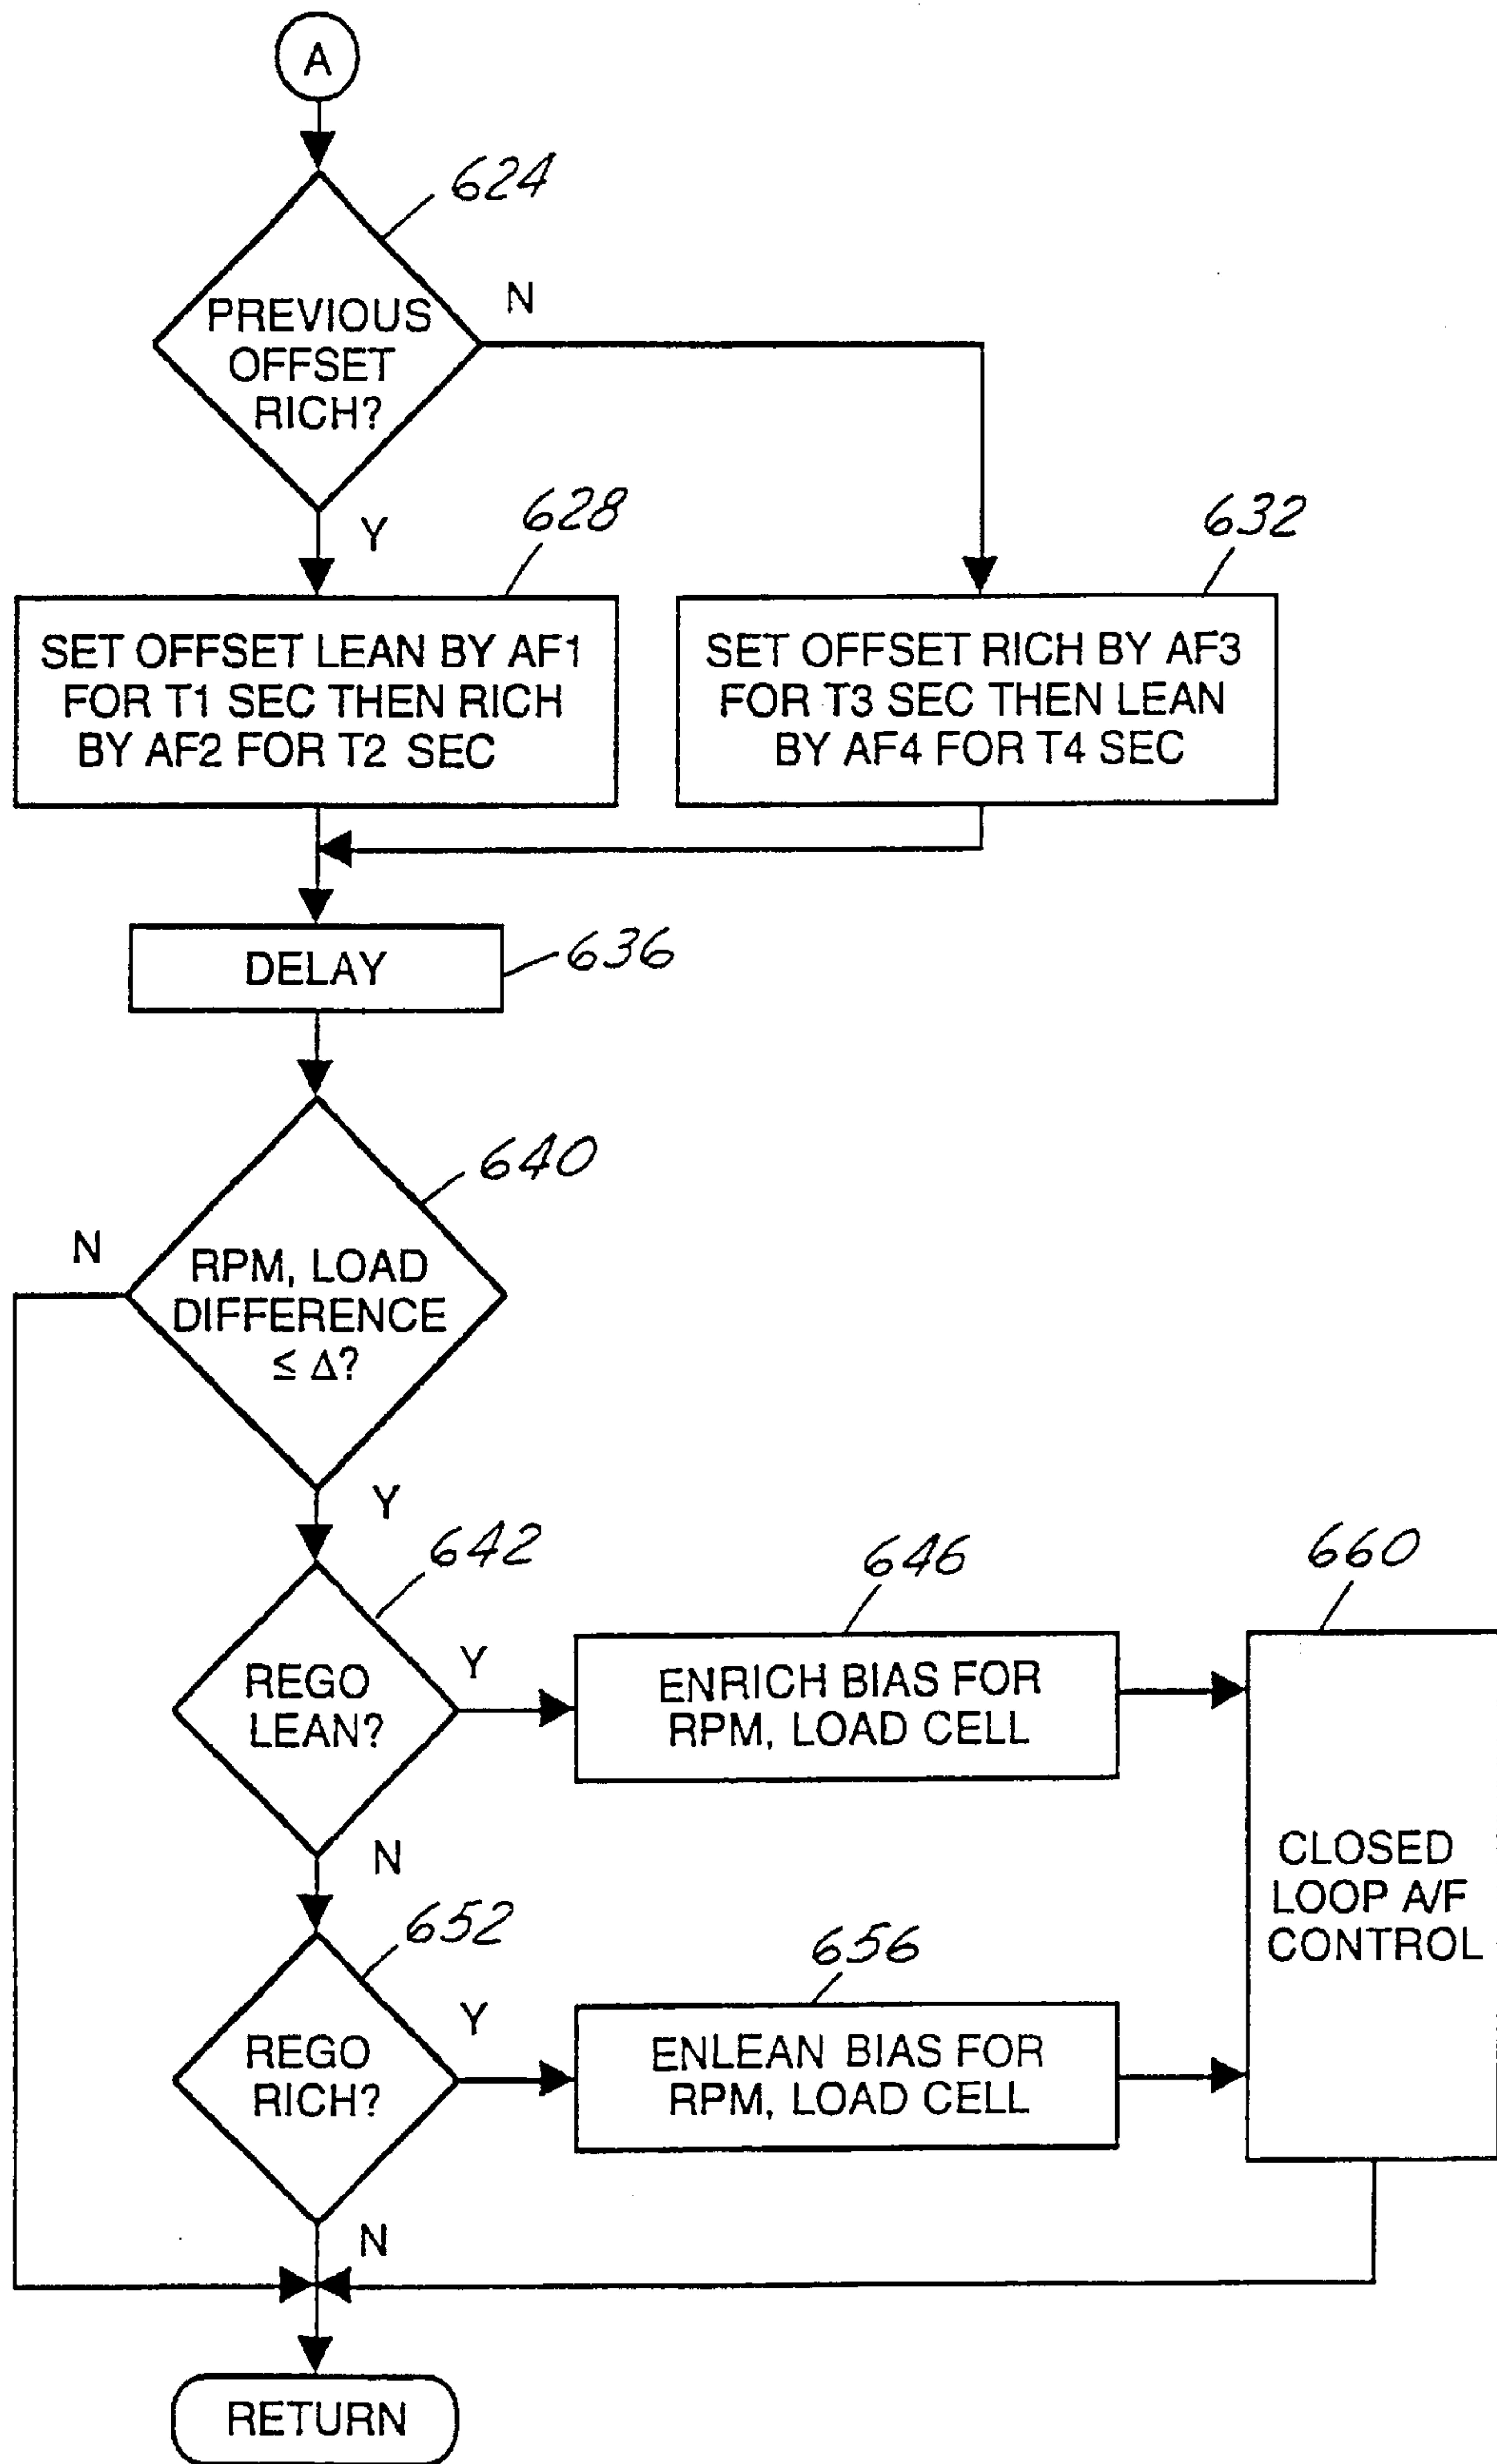 A
624
PREVIOUS
OFFSET
RICH?
N
Y
628
632
SET OFFSET LEAN BY AF1
FOR T1 SEC THEN RICH
BY AF2 FOR T2 SEC
SET OFFSET RICH BY AF3
FOR T3 SEC THEN LEAN
BY AF4 FOR T4 SEC
DELAY
636
640
N
RPM, LOAD
DIFFERENCE
≤ Δ?
Y
642
646
660
REGO
LEAN?
Y
ENRICH BIAS FOR
RPM, LOAD CELL
N
CLOSED
LOOP A/F
CONTROL
652
656
REGO
RICH?
Y
ENLEAN BIAS FOR
RPM, LOAD CELL
N
RETURN